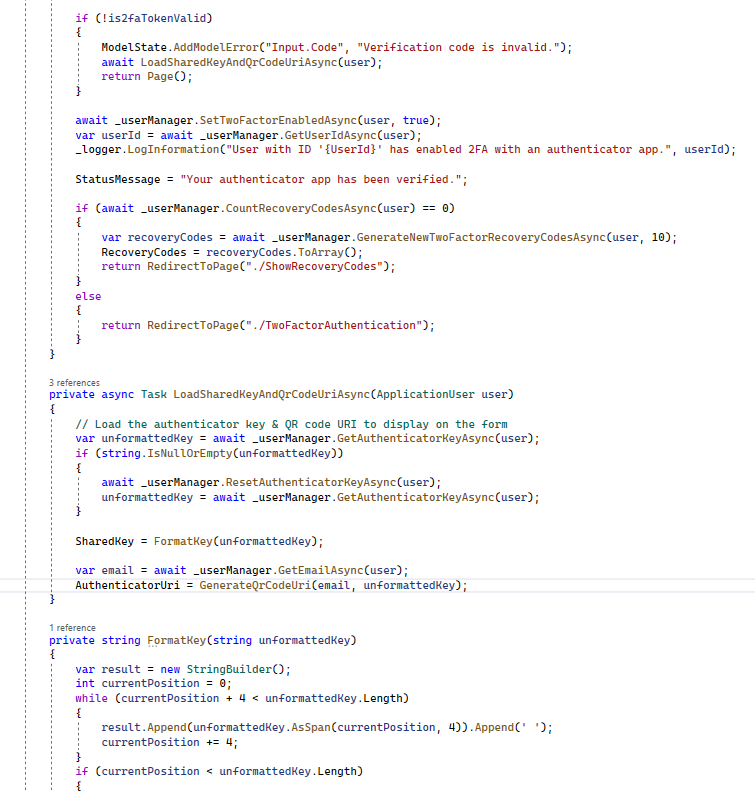 if (!is2faTokenValid)
{
ModelState.AddModelError("Input.Code", "Verification code is invalid.");
await LoadSharedKeyAndQrCodeUriAsync(user);
return Page();
}
await _userManager.SetTwoFactorEnabledAsync(user, true);
var userId = await _userManager.GetUserIdAsync(user);
_logger.LogInformation("User with ID '{UserId}' has enabled 2FA with an authenticator app.", userId);
StatusMessage = "Your authenticator app has been verified.";
if (await _userManager.CountRecoveryCodesAsync(user) == 0)
{
var recoveryCodes = await _userManager.GenerateNewTwoFactorRecoveryCodesAsync(user, 10);
RecoveryCodes = recoveryCodes.ToArray();
return RedirectToPage("./ShowRecoveryCodes");
}
else
{
return RedirectToPage("./TwoFactorAuthentication");
}
}
3 references
private async Task LoadSharedKeyAndQrCodeUriAsync(ApplicationUser user)
{
// Load the authenticator key & QR code URI to display on the form
var unformattedKey = await _userManager.GetAuthenticatorKeyAsync(user);
if (string.IsNullOrEmpty(unformattedKey))
{
await _userManager.ResetAuthenticatorKeyAsync(user);
unformattedKey = await _userManager.GetAuthenticatorKeyAsync(user);
}
SharedKey = FormatKey(unformattedKey);
var email = await _userManager.GetEmailAsync(user);
AuthenticatorUri = GenerateQrCodeUri(email, unformattedKey);
}
1 reference
private string FormatKey(string unformattedKey)
{
var result = new StringBuilder();
int currentPosition = 0;
while (currentPosition + 4 < unformattedKey.Length)
{
result.Append(unformattedKey.AsSpan(currentPosition, 4)).Append(' ');
currentPosition += 4;
}
if (currentPosition < unformattedKey.Length)
{